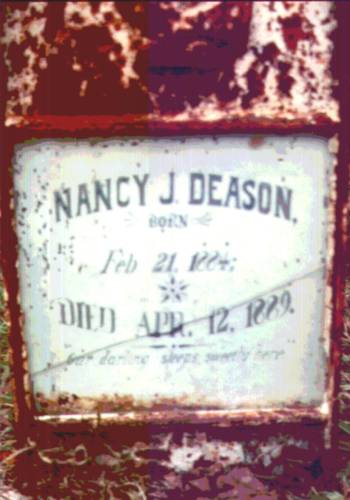 NANCY J. DEASON,
BORN
Feb 21, 1884;
DIED APR. 12, 1889.
Our darling sleeps sweetly here